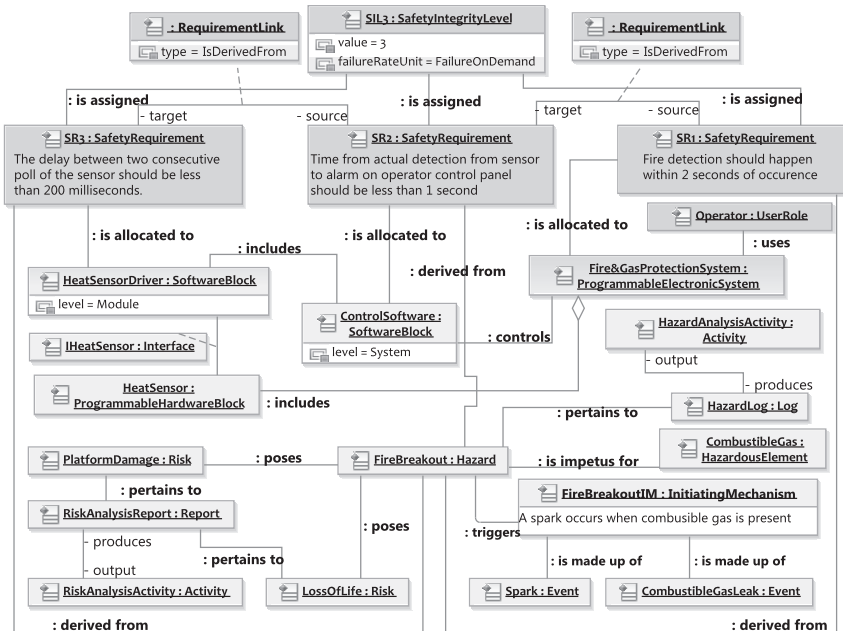 : RequirementLink
type = IsDerivedFrom
SIL3 : SafetyIntegrityLevel
value = 3
failureRateUnit = FailureOnDemand
: RequirementLink
type = IsDerivedFrom
: is assigned
- target
- source
: is assigned
- target
- source
: is assigned
SR3 : SafetyRequirement
The delay between two consecutive
poll of the sensor should be less
than 200 milliseconds.
SR2 : SafetyRequirement
Time from actual detection from sensor
to alarm on operator control panel
should be less than 1 second
SR1 : SafetyRequirement
Fire detection should happen
within 2 seconds of occurence
: is allocated to
: is allocated to
: is allocated to
Operator : UserRole
: uses
: includes
: derived from
HeatSensorDriver : SoftwareBlock
level = Module
Fire&GasProtectionSystem :
ProgrammableElectronicSystem
ControlSoftware :
SoftwareBlock
level = System
: controls
HazardAnalysisActivity :
Activity
- output
- produces
IHeatSensor : Interface
HeatSensor :
ProgrammableHardwareBlock
: includes
: pertains to
HazardLog : Log
PlatformDamage : Risk
: poses
FireBreakout : Hazard
: is impetus for
CombustibleGas :
HazardousElement
: pertains to
RiskAnalysisReport : Report
- produces
- output
: pertains to
: poses
: triggers
FireBreakoutIM : InitiatingMechanism
A spark occurs when combusible gas is present
: is made up of
: is made up of
RiskAnalysisActivity : Activity
LossOfLife : Risk
Spark : Event
CombustibleGasLeak : Event
: derived from
: derived from